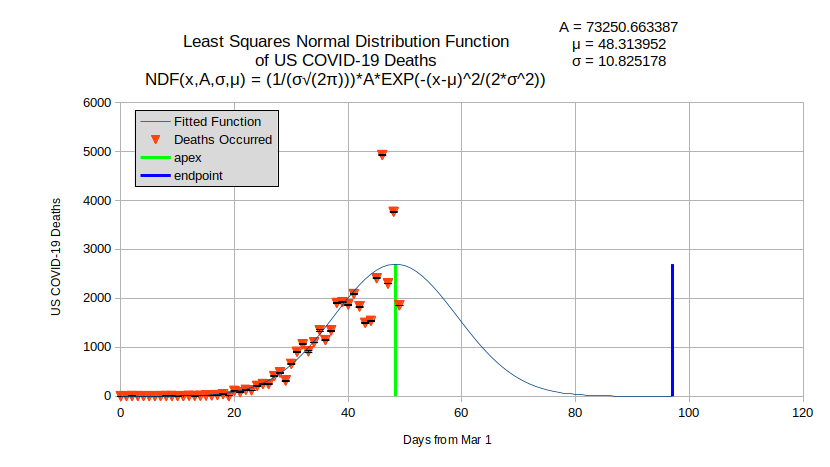 Least Squares Normal Distribution Function
of US COVID-19 Deaths
NDF(x,A,σ,μ) = (1/(σ√(2π)))*A*EXP(-(x-μ)^2/(2*σ^2))
A = 73250.663387
μ = 48.313952
σ = 10.825178
Fitted Function
Deaths Occurred
apex
endpoint
US COVID-19 Deaths
6000
5000
4000
3000
2000
1000
0
0 20 40 60 80 100 120
Days from Mar 1